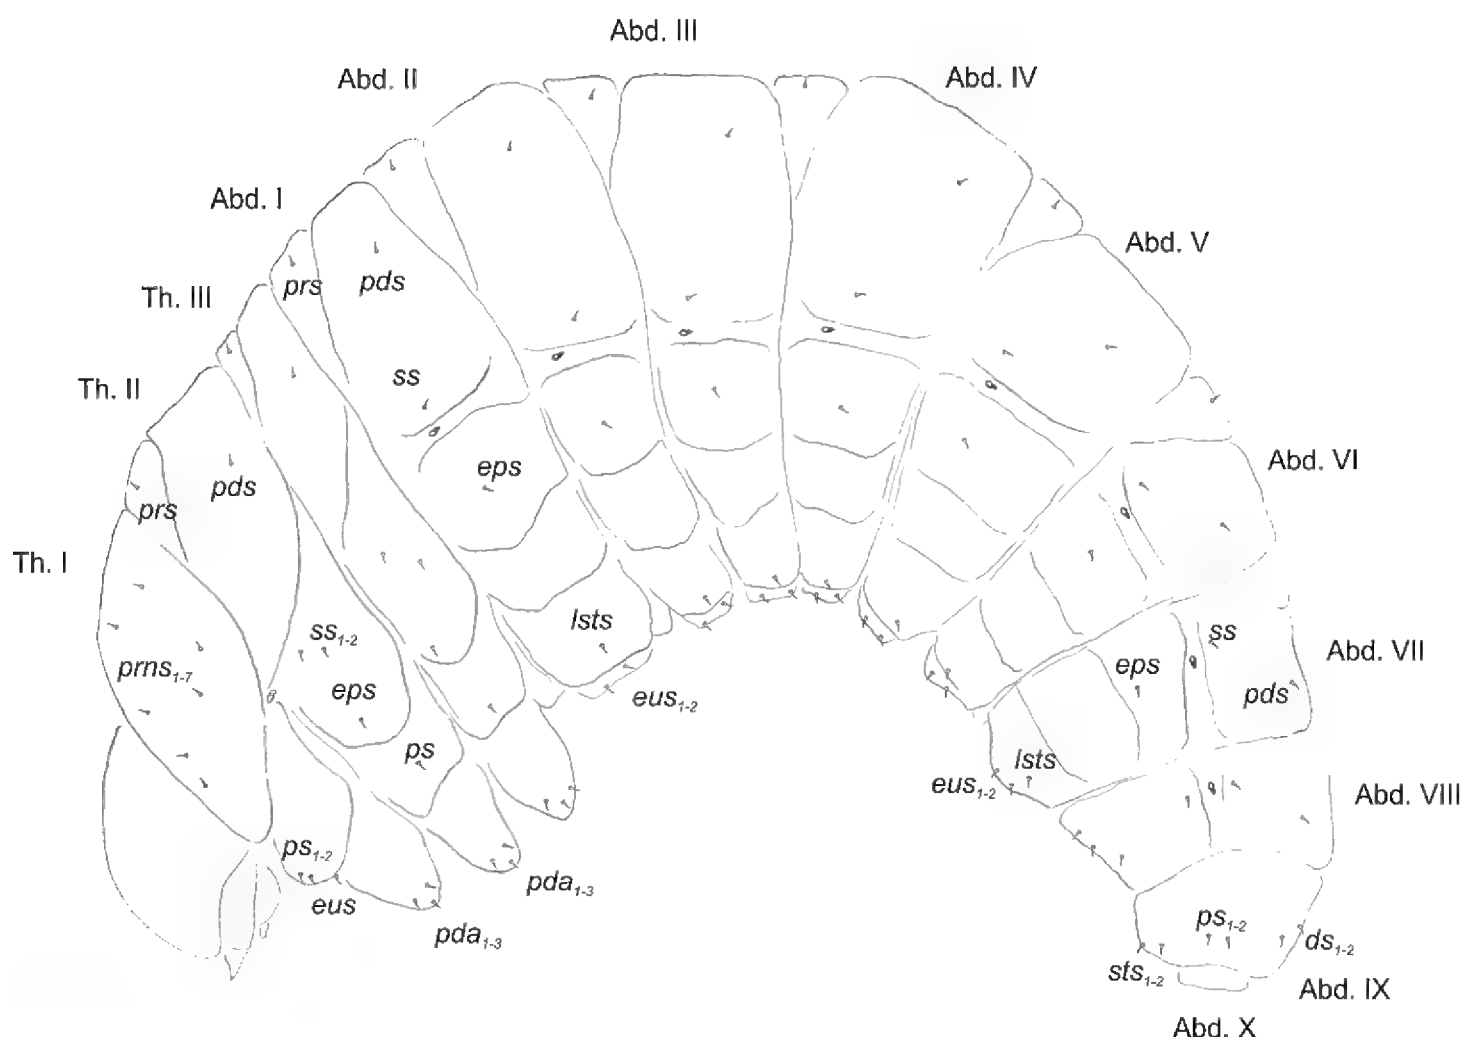 Abd. III
Abd. II
Abd. IV
Abd. I
Abd. V
prs
pds
Th. III
ss
Th. II
Abd. VI
eps
pds
prs
Th. I
lsts
ss₁₋₂
ss
Abd. VII
prns₁₋₇
eps
eps
pds
eus₁₋₂
ps
lsts
eus₁₋₂
Abd. VIII
ps₁₋₂
pda₁₋₃
eus
ps₁₋₂
pda₁₋₃
ds₁₋₂
sts₁₋₂
Abd. IX
Abd. X